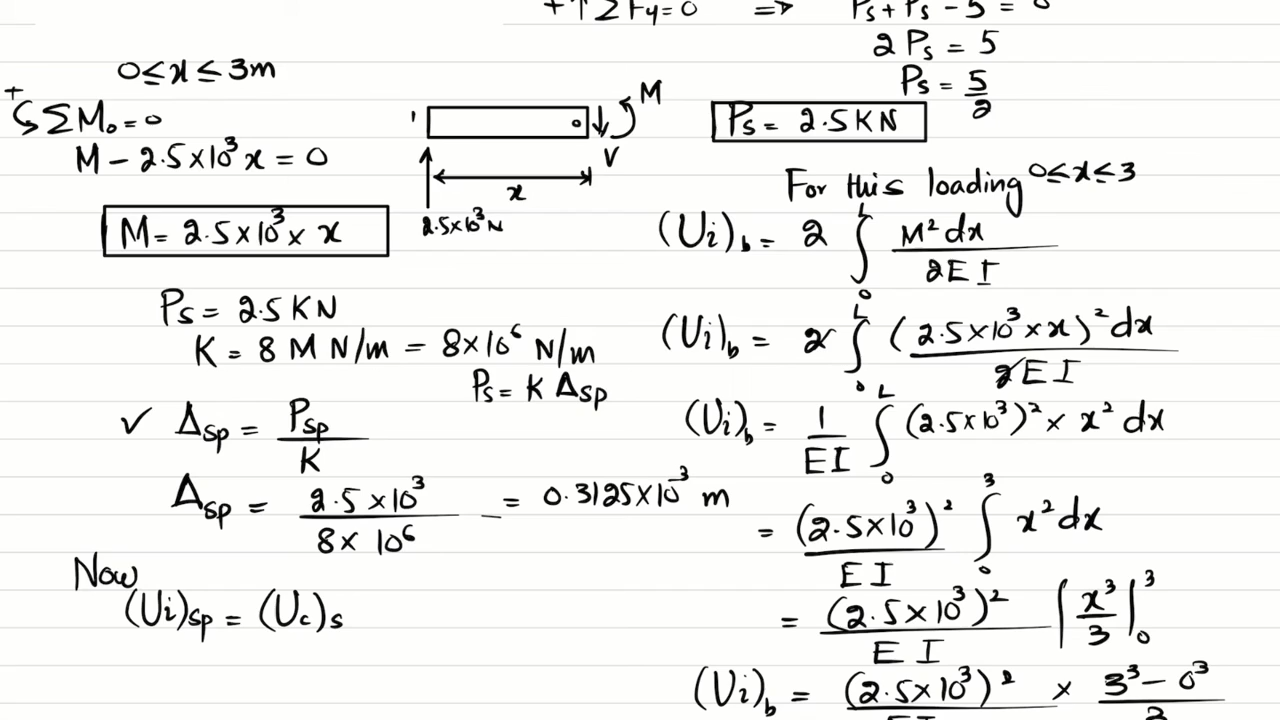 +↑ΣFy=0 ⇒ Ps+Ps-5=0
2Ps = 5
Ps = 5/2
Ps = 2.5KN
0≤x≤3m
+↺ΣMo=0
M - 2.5×10³x = 0
M = 2.5×10³× x
o
M
V
x
2.5×10³N
Ps = 2.5 KN
K = 8 MN/m = 8×10⁶ N/m
Ps = K Δsp
✓ Δsp = Psp/K
Δsp = 2.5×10³/8×10⁶ = 0.3125×10⁻³ m
Now
(Ui)sp = (Uc)s
For this loading 0≤x≤3
(Ui)b = 2 ∫₀ᴸ M²dx/2EI
(Ui)b = 2 ∫₀ᴸ (2.5×10³×x)²dx/2EI
(Ui)b = 1/EI ∫₀ᴸ (2.5×10³)²× x² dx
= (2.5×10³)²/EI ∫₀³ x²dx
= (2.5×10³)²/EI |x³/3|₀³
(Ui)b = (2.5×10³)²/EI × 3³-0³/3